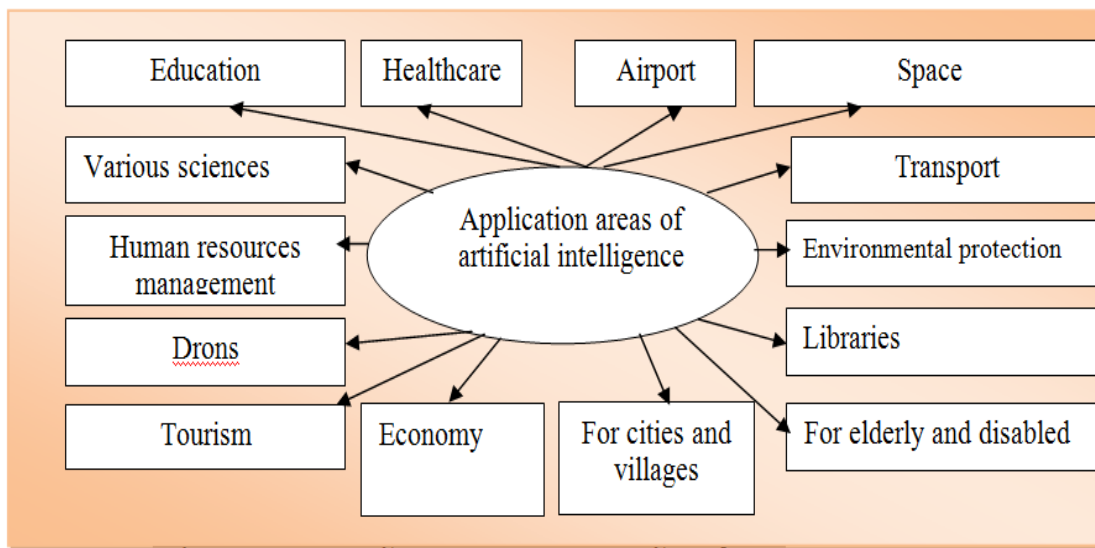 Education
Healthcare
Airport
Space
Various sciences
Transport
Application areas of
artificial intelligence
Human resources
management
Environmental protection
Drons
Libraries
Tourism
Economy
For cities and
villages
For elderly and disabled